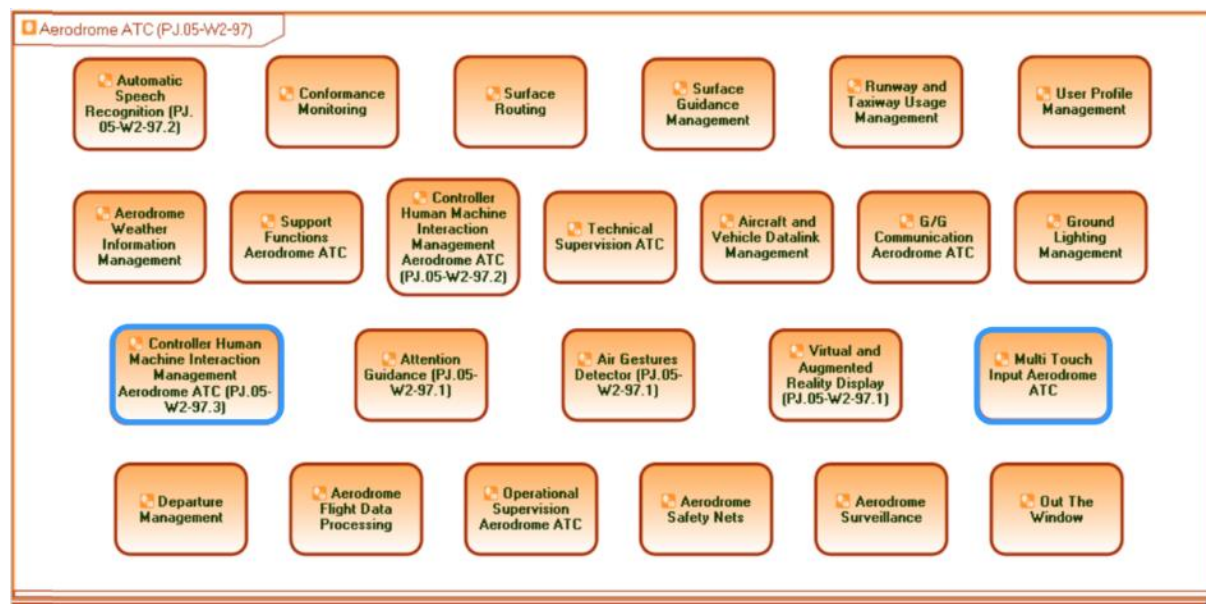 Aerodrome ATC (PJ.05-W2-97)
Automatic
Speech
Recognition (PJ.
05-W2-97.2)
Conformance
Monitoring
Surface
Routing
Surface
Guidance
Management
Runway and
Taxiway Usage
Management
User Profile
Management
Aerodrome
Weather
Information
Management
Support
Functions
Aerodrome ATC
Controller
Human Machine
Interaction
Management
Aerodrome ATC
(PJ.05-W2-97.2)
Technical
Supervision ATC
Aircraft and
Vehicle Datalink
Management
G/G
Communication
Aerodrome ATC
Ground
Lighting
Management
Controller Human
Machine Interaction
Management
Aerodrome ATC (PJ.05-
W2-97.3)
Attention
Guidance (PJ.05-
W2-97.1)
Air Gestures
Detector (PJ.05-
W2-97.1)
Virtual and
Augmented
Reality Display
(PJ.05-W2-97.1)
Multi Touch
Input Aerodrome
ATC
Departure
Management
Aerodrome
Flight Data
Processing
Operational
Supervision
Aerodrome ATC
Aerodrome
Safety Nets
Aerodrome
Surveillance
Out The
Window